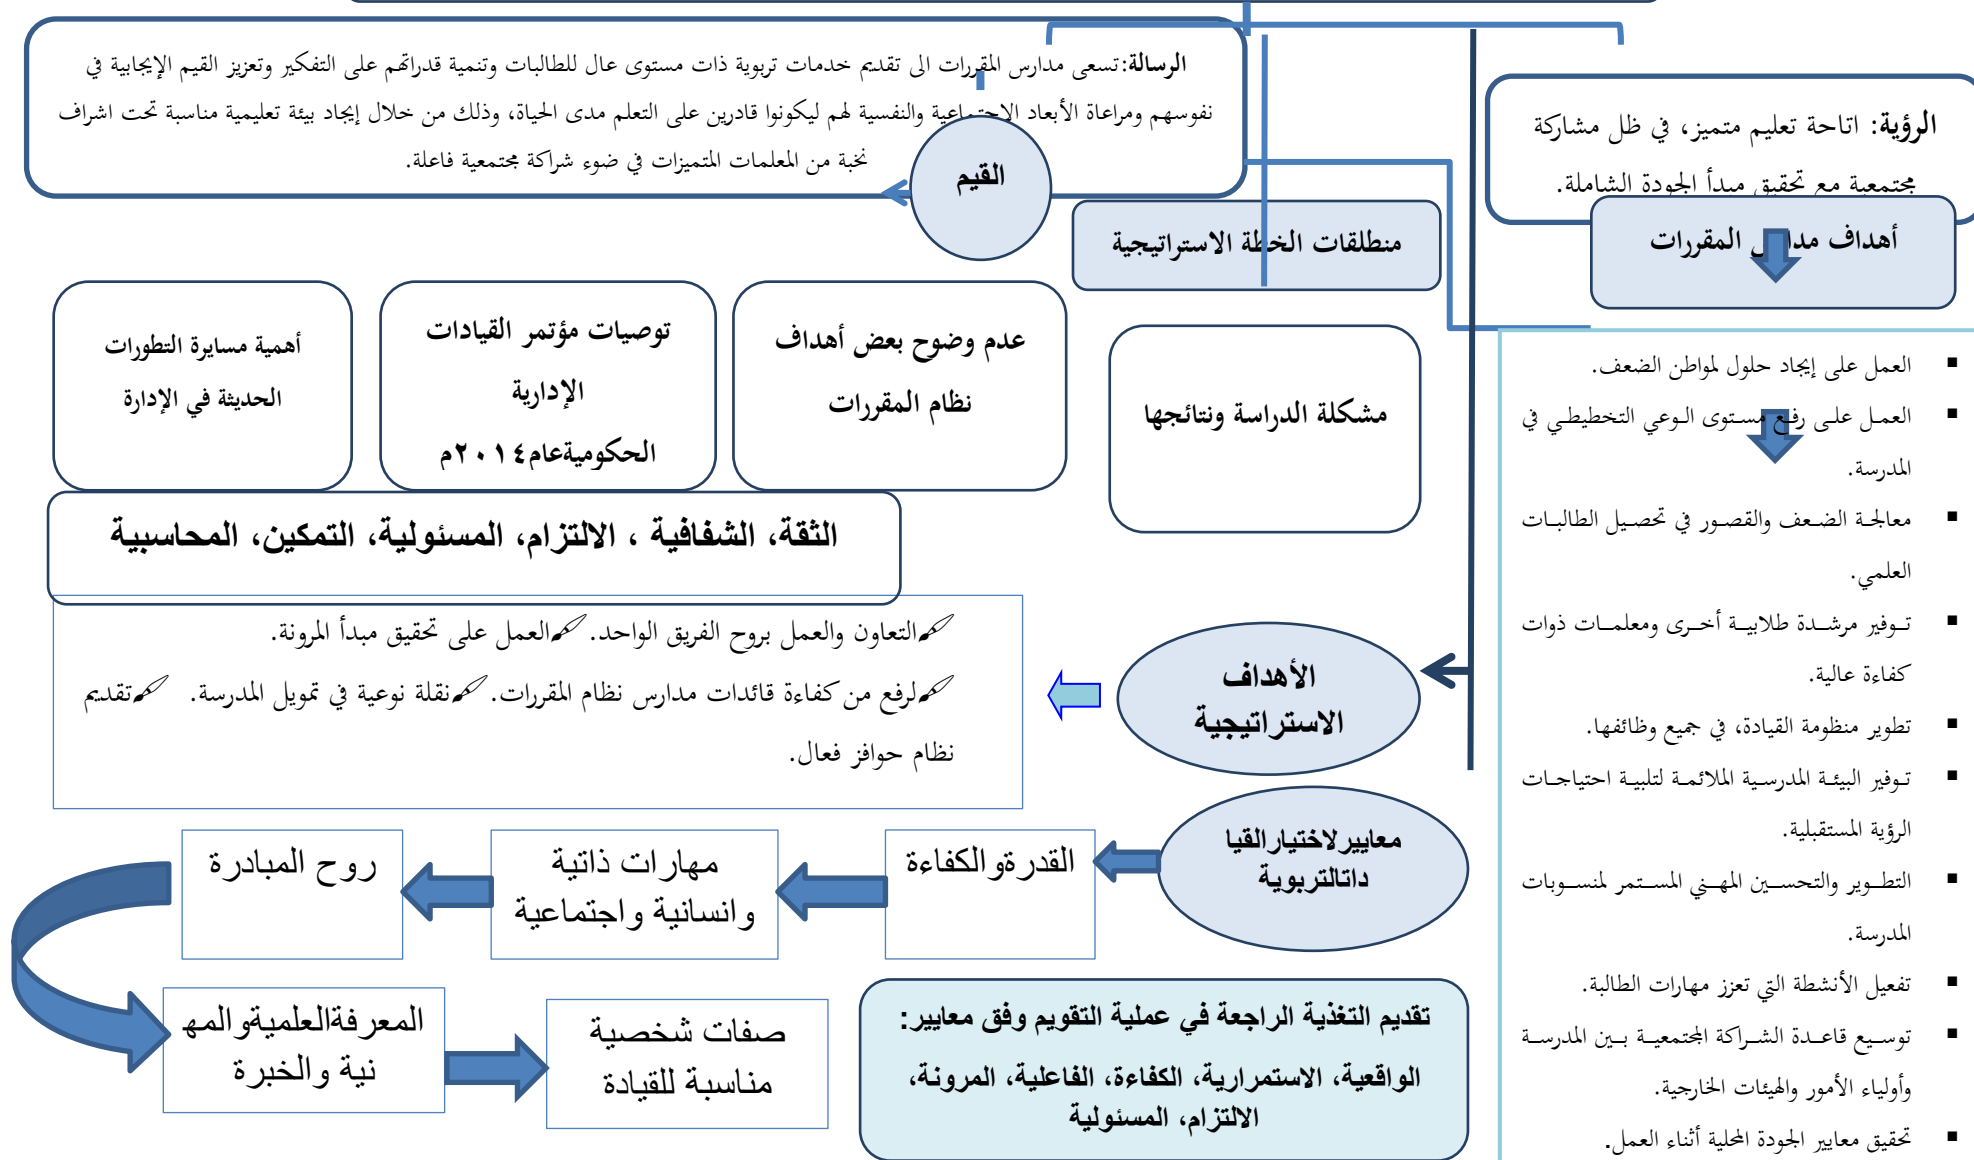 الرسالة:تسعى مدارس المقررات الى تقديم خدمات تربوية ذات مستوى عال للطالبات وتنمية قدراتهم على التفكير وتعزيز القيم الإيجابية في
نفوسهم ومراعاة الأبعاد الاجتماعية والنفسية لهم ليكونوا قادرين على التعلم مدى الحياة، وذلك من خلال إيجاد بيئة تعليمية مناسبة تحت اشراف
نخبة من المعلمات المتميزات في ضوء شراكة مجتمعية فاعلة.
الرؤية: اتاحة تعليم متميز، في ظل مشاركة
مجتمعية مع تحقيق مبدأ الجودة الشاملة.
القيم
أهداف مدارس المقررات
منطلقات الخطة الاستراتيجية
مشكلة الدراسة ونتائجها
عدم وضوح بعض أهداف
نظام المقررات
توصيات مؤتمر القيادات
الإدارية
الحكوميةعام٢٠١٤م
أهمية مسايرة التطورات
الحديثة في الإدارة
الثقة، الشفافية ، الالتزام، المسئولية، التمكين، المحاسبية
الأهداف
الاستراتيجية
التعاون والعمل بروح الفريق الواحد. العمل على تحقيق مبدأ المرونة.
لرفع من كفاءة قائدات مدارس نظام المقررات. نقلة نوعية في تمويل المدرسة. تقديم
نظام حوافز فعال.
معاييرلاختيارالقيا
داتالتربوية
القدرةوالكفاءة
مهارات ذاتية
وانسانية واجتماعية
روح المبادرة
المعرفةالعلميةوالمه
نية والخبرة
صفات شخصية
مناسبة للقيادة
تقديم التغذية الراجعة في عملية التقويم وفق معايير:
الواقعية، الاستمرارية، الكفاءة، الفاعلية، المرونة،
الالتزام، المسئولية
▪ العمل على إيجاد حلول لمواطن الضعف.
▪ العمل على رفع مستوى الوعي التخطيطي في
المدرسة.
▪ معالجة الضعف والقصور في تحصيل الطالبات
العلمي.
▪ توفير مرشدة طلابية أخرى ومعلمات ذوات
كفاءة عالية.
▪ تطوير منظومة القيادة، في جميع وظائفها.
▪ توفير البيئة المدرسية الملائمة لتلبية احتياجات
الرؤية المستقبلية.
▪ التطوير والتحسين المهني المستمر لمنسوبات
المدرسة.
▪ تفعيل الأنشطة التي تعزز مهارات الطالبة.
▪ توسيع قاعدة الشراكة المجتمعية بين المدرسة
وأولياء الأمور والهيئات الخارجية.
▪ تحقيق معايير الجودة المحلية أثناء العمل.